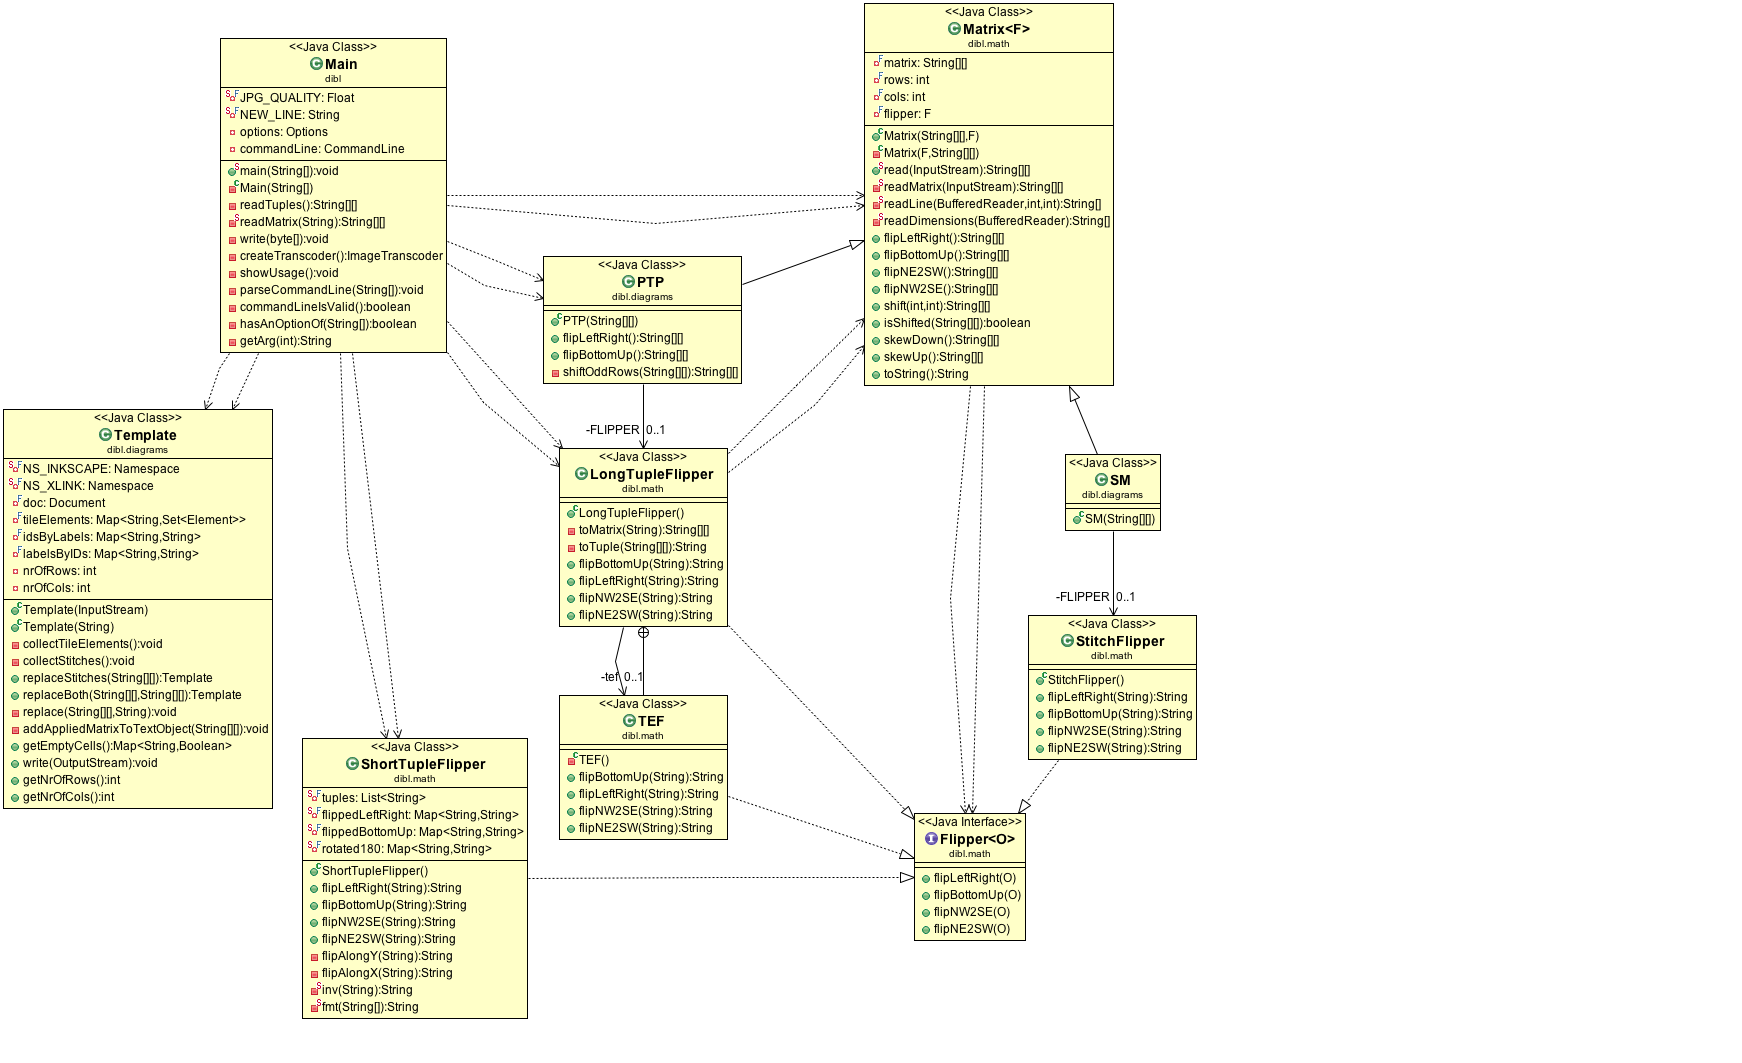 <<Java Class>>
Main
dibl
JPG_QUALITY: Float
NEW_LINE: String
options: Options
commandLine: CommandLine
main(String[]):void
Main(String[])
readTuples():String[][]
readMatrix(String):String[][]
write(byte[]):void
createTranscoder():ImageTranscoder
showUsage():void
parseCommandLine(String[]):void
commandLineIsValid():boolean
hasAnOptionOf(String[]):boolean
getArg(int):String
<<Java Class>>
Matrix<F>
dibl.math
matrix: String[][]
rows: int
cols: int
flipper: F
Matrix(String[][],F)
Matrix(F,String[][])
read(InputStream):String[][]
readMatrix(InputStream):String[][]
readLine(BufferedReader,int,int):String[]
readDimensions(BufferedReader):String[]
flipLeftRight():String[][]
flipBottomUp():String[][]
flipNE2SW():String[][]
flipNW2SE():String[][]
shift(int,int):String[][]
isShifted(String[][]):boolean
skewDown():String[][]
skewUp():String[][]
toString():String
<<Java Class>>
PTP
dibl.diagrams
PTP(String[][])
flipLeftRight():String[][]
flipBottomUp():String[][]
shiftOddRows(String[][]):String[][]
-FLIPPER 0..1
<<Java Class>>
Template
dibl.diagrams
NS_INKSCAPE: Namespace
NS_XLINK: Namespace
doc: Document
tileElements: Map<String,Set<Element>>
idsByLabels: Map<String,String>
labelsByIDs: Map<String,String>
nrOfRows: int
nrOfCols: int
Template(InputStream)
Template(String)
collectTileElements():void
collectStitches():void
replaceStitches(String[][]):Template
replaceBoth(String[][],String[][]):Template
replace(String[][],String):void
addAppliedMatrixToTextObject(String[][]):void
getEmptyCells():Map<String,Boolean>
write(OutputStream):void
getNrOfRows():int
getNrOfCols():int
<<Java Class>>
LongTupleFlipper
dibl.math
LongTupleFlipper()
toMatrix(String):String[][]
toTuple(String[][]):String
flipBottomUp(String):String
flipLeftRight(String):String
flipNW2SE(String):String
flipNE2SW(String):String
-tef 0..1
<<Java Class>>
SM
dibl.diagrams
SM(String[][])
-FLIPPER 0..1
<<Java Class>>
StitchFlipper
dibl.math
StitchFlipper()
flipLeftRight(String):String
flipBottomUp(String):String
flipNW2SE(String):String
flipNE2SW(String):String
<<Java Class>>
TEF
dibl.math
TEF()
flipBottomUp(String):String
flipLeftRight(String):String
flipNW2SE(String):String
flipNE2SW(String):String
<<Java Class>>
ShortTupleFlipper
dibl.math
tuples: List<String>
flippedLeftRight: Map<String,String>
flippedBottomUp: Map<String,String>
rotated180: Map<String,String>
ShortTupleFlipper()
flipLeftRight(String):String
flipBottomUp(String):String
flipNW2SE(String):String
flipNE2SW(String):String
flipAlongY(String):String
flipAlongX(String):String
inv(String):String
fmt(String[]):String
<<Java Interface>>
Flipper<O>
dibl.math
flipLeftRight(O)
flipBottomUp(O)
flipNW2SE(O)
flipNE2SW(O)